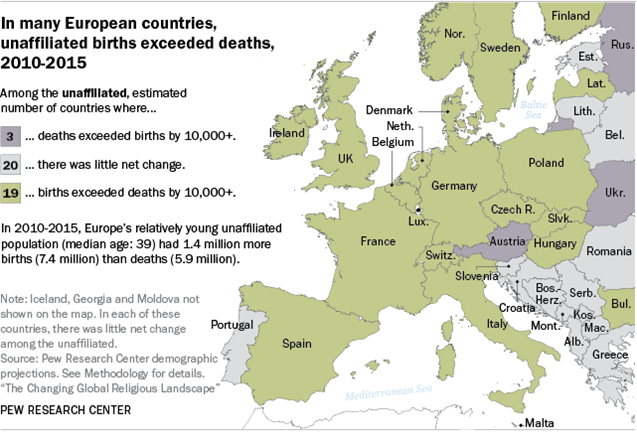 In many European countries,
unaffiliated births exceeded deaths,
2010-2015
Among the unaffiliated, estimated
number of countries where...
3 ... deaths exceeded births by 10,000+.
20 ... there was little net change.
19 ... births exceeded deaths by 10,000+.
In 2010-2015, Europe's relatively young unaffiliated
population (median age: 39) had 1.4 million more
births (7.4 million) than deaths (5.9 million).
Note: Iceland, Georgia and Moldova not
shown on the map. In each of these
countries, there was little net change
among the unaffiliated.
Source: Pew Research Center demographic
projections. See Methodology for details.
"The Changing Global Religious Landscape"
PEW RESEARCH CENTER
Finland
Nor.
Sweden
Rus.
Est.
Lat.
Baltic
Sea
Lith.
Denmark
Neth.
Belgium
Ireland
UK
Bel.
Poland
Germany
Ukr.
Lux.
Czech R.
Slvk.
France
Austria
Hungary
Switz.
Romania
Slovenia
Bos.
Herz.
Serb.
Croatia
Bul.
Kos.
Mont.
Mac.
Italy
Alb.
Portugal
Spain
Greece
Mediterranean Sea
Malta